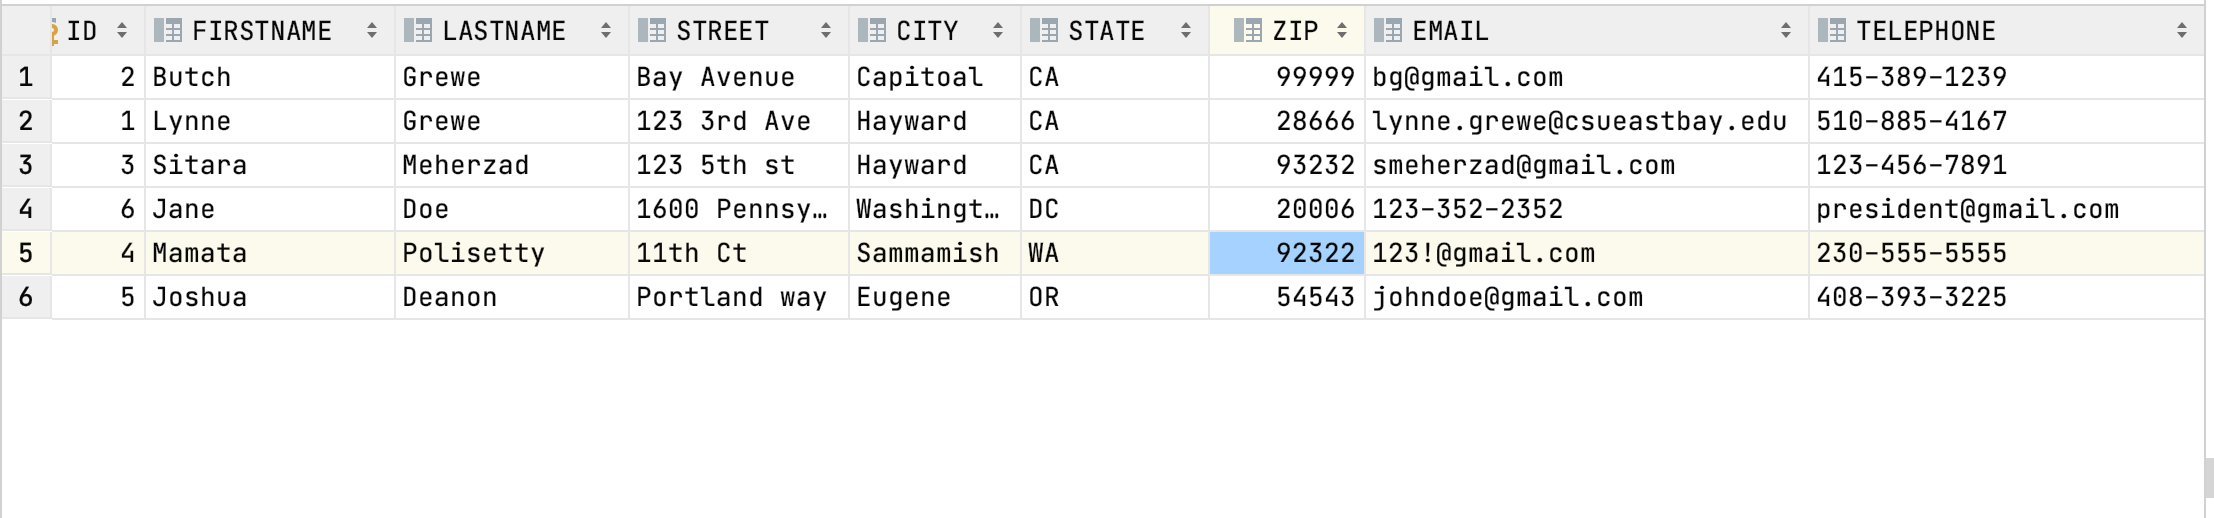 ID FIRSTNAME LASTNAME STREET CITY STATE ZIP EMAIL TELEPHONE
1 2 Butch Grewe Bay Avenue Capitoal CA 99999 bg@gmail.com 415-389-1239
2 1 Lynne Grewe 123 3rd Ave Hayward CA 28666 lynne.grewe@csueastbay.edu 510-885-4167
3 3 Sitara Meherzad 123 5th st Hayward CA 93232 smeherzad@gmail.com 123-456-7891
4 6 Jane Doe 1600 Pennsy… Washingt… DC 20006 123-352-2352 president@gmail.com
5 4 Mamata Polisetty 11th Ct Sammamish WA 92322 123!@gmail.com 230-555-5555
6 5 Joshua Deanon Portland way Eugene OR 54543 johndoe@gmail.com 408-393-3225